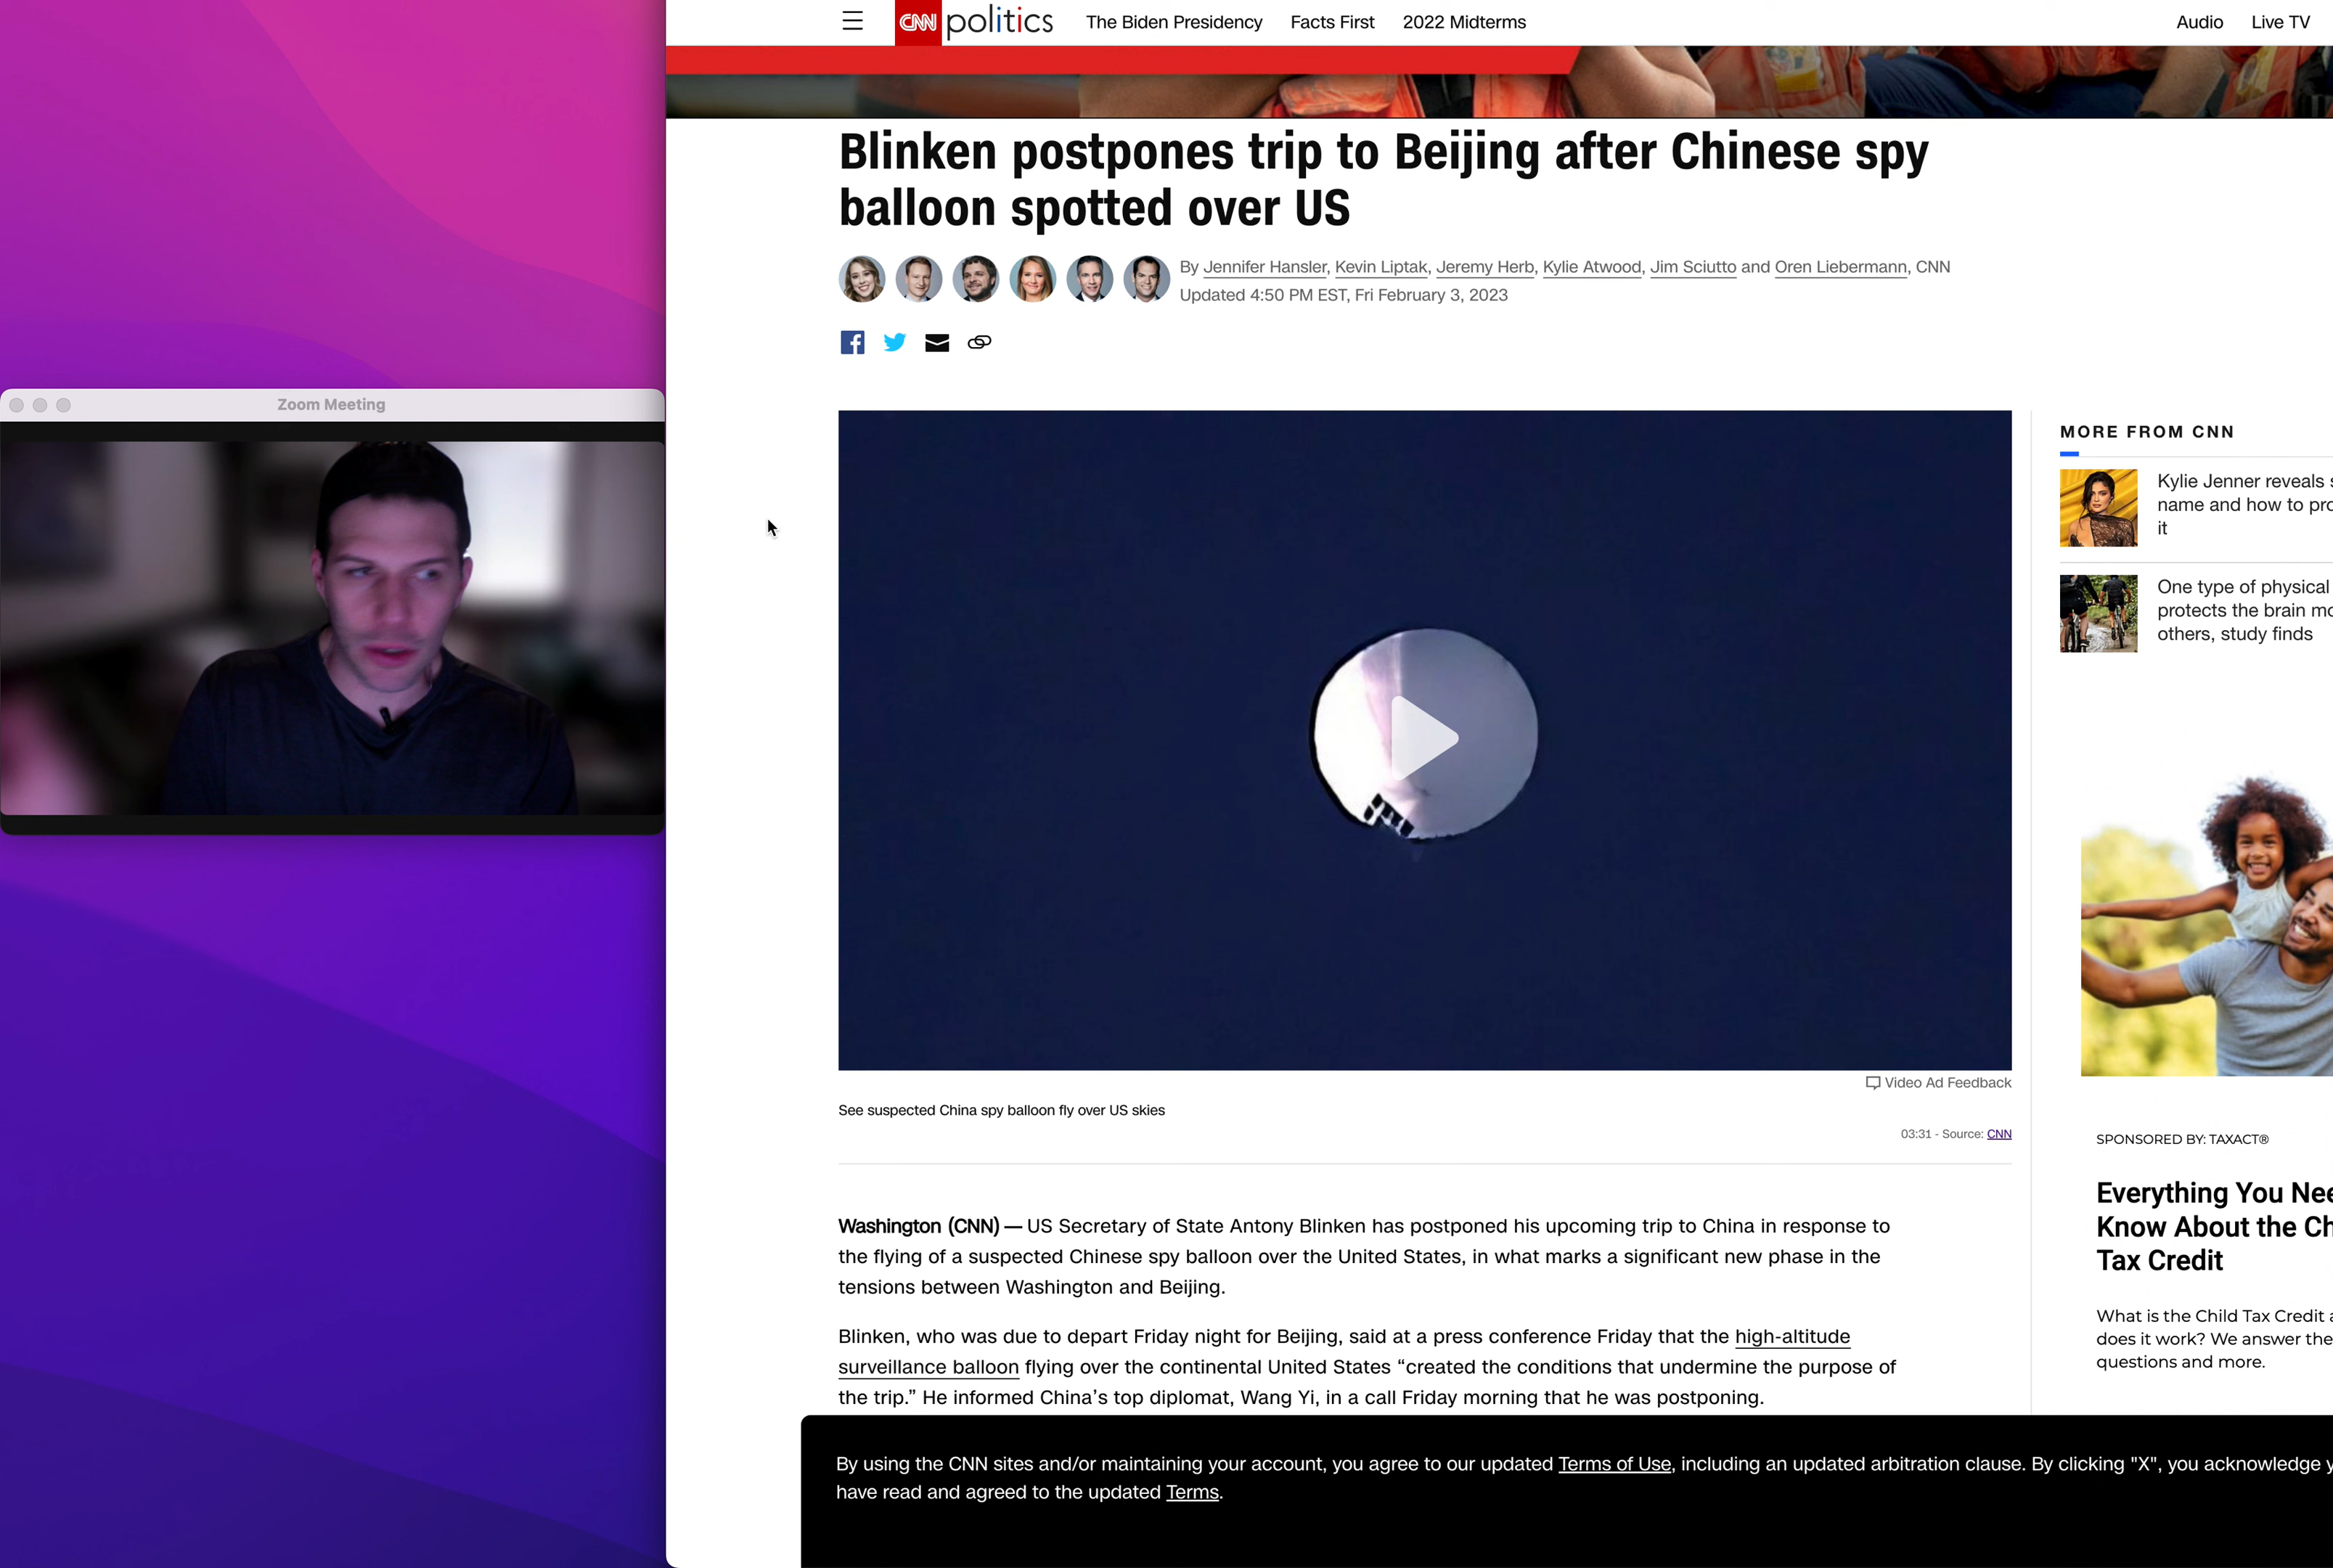 CNN politics The Biden Presidency Facts First 2022 Midterms Audio Live TV
Blinken postpones trip to Beijing after Chinese spy
balloon spotted over US
By Jennifer Hansler, Kevin Liptak, Jeremy Herb, Kylie Atwood, Jim Sciutto and Oren Liebermann, CNN
Updated 4:50 PM EST, Fri February 3, 2023
Zoom Meeting
Video Ad Feedback
See suspected China spy balloon fly over US skies
03:31 - Source: CNN
Washington (CNN) — US Secretary of State Antony Blinken has postponed his upcoming trip to China in response to
the flying of a suspected Chinese spy balloon over the United States, in what marks a significant new phase in the
tensions between Washington and Beijing.
Blinken, who was due to depart Friday night for Beijing, said at a press conference Friday that the high-altitude
surveillance balloon flying over the continental United States “created the conditions that undermine the purpose of
the trip.” He informed China’s top diplomat, Wang Yi, in a call Friday morning that he was postponing.
MORE FROM CNN
Kylie Jenner reveals
name and how to
it
One type of physical
protects the brain
others, study finds
SPONSORED BY: TAXACT®
Everything You
Know About the
Tax Credit
What is the Child Tax Credit
does it work? We answer
questions and more.
By using the CNN sites and/or maintaining your account, you agree to our updated Terms of Use, including an updated arbitration clause. By clicking "X", you acknowledge
have read and agreed to the updated Terms.